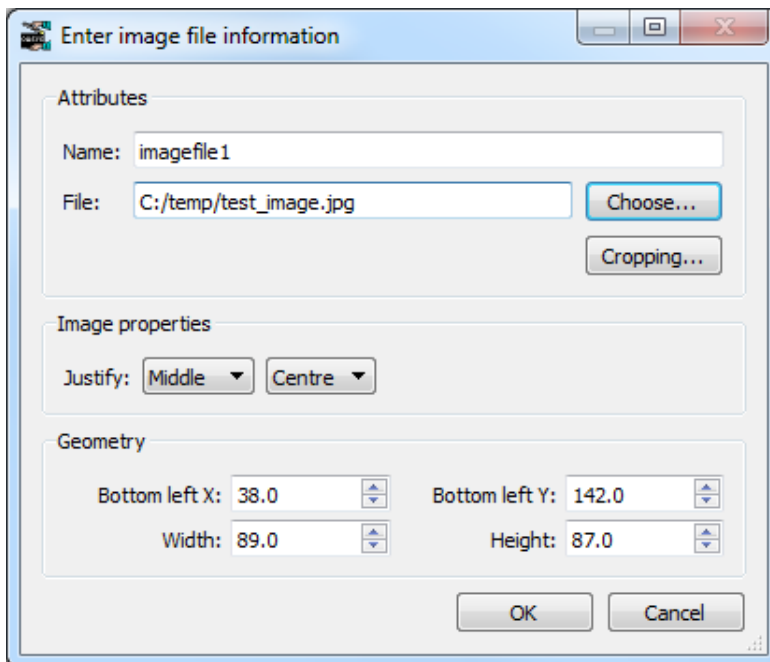 Enter image file information
Attributes
Name: imagefile1
File: C:/temp/test_image.jpg Choose...
Cropping...
Image properties
Justify: Middle Centre
Geometry
Bottom left X: 38.0 Bottom left Y: 142.0
Width: 89.0 Height: 87.0
OK Cancel